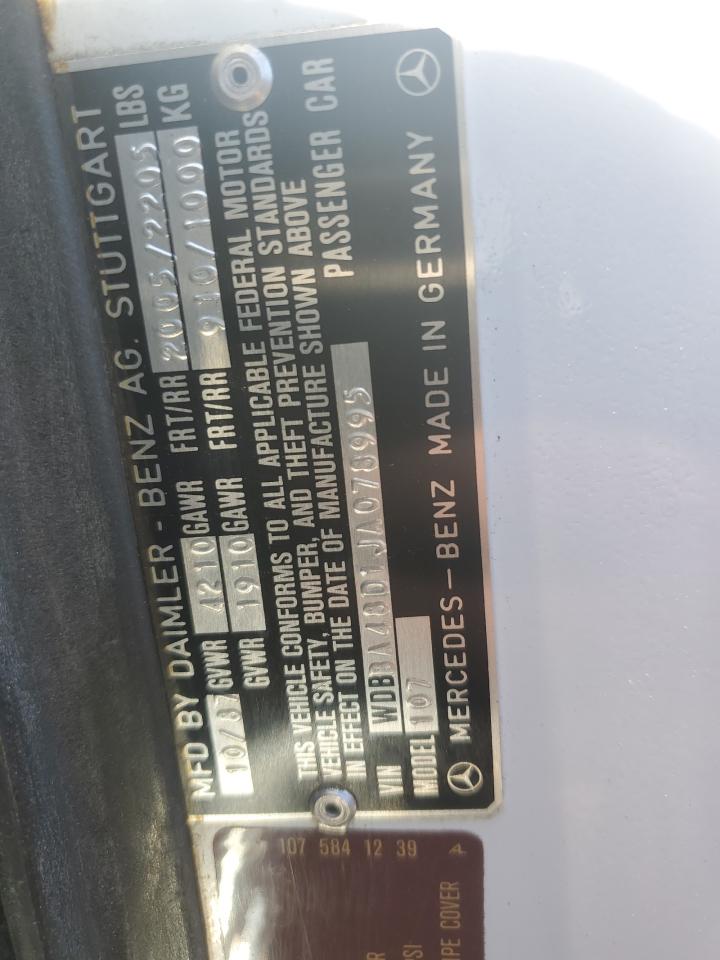 MFD BY DAIMLER - BENZ AG. STUTTGART
10/87 GVWR 4210 GAWR FRT/RR 2005/2205 LBS
GVWR 1910 GAWR FRT/RR 910/1000 KG
THIS VEHICLE CONFORMS TO ALL APPLICABLE FEDERAL MOTOR
VEHICLE SAFETY, BUMPER, AND THEFT PREVENTION STANDARDS
IN EFFECT ON THE DATE OF MANUFACTURE SHOWN ABOVE
VIN WDBBA48D1JA078995 PASSENGER CAR
MODEL 107
MERCEDES-BENZ MADE IN GERMANY
107 584 12 39 A
COVER